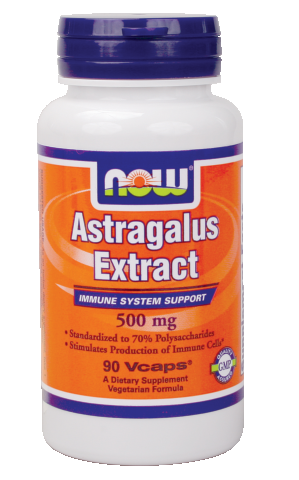 now
Astragalus
Extract
IMMUNE SYSTEM SUPPORT
500 mg
• Standardized to 70% Polysaccharides
• Stimulates Production of Immune Cells*
90 Vcaps®
A Dietary Supplement
Vegetarian Formula
GMP